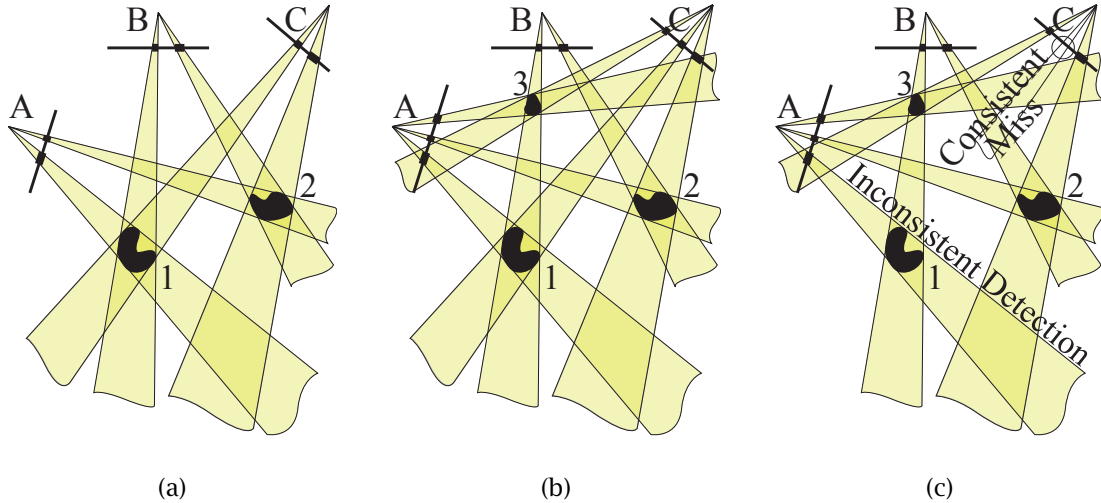 A
B
C
1
2
(a)
A
B
C
1
2
3
(b)
A
B
C
1
2
3
Consistent
Miss
Inconsistent Detection
(c)